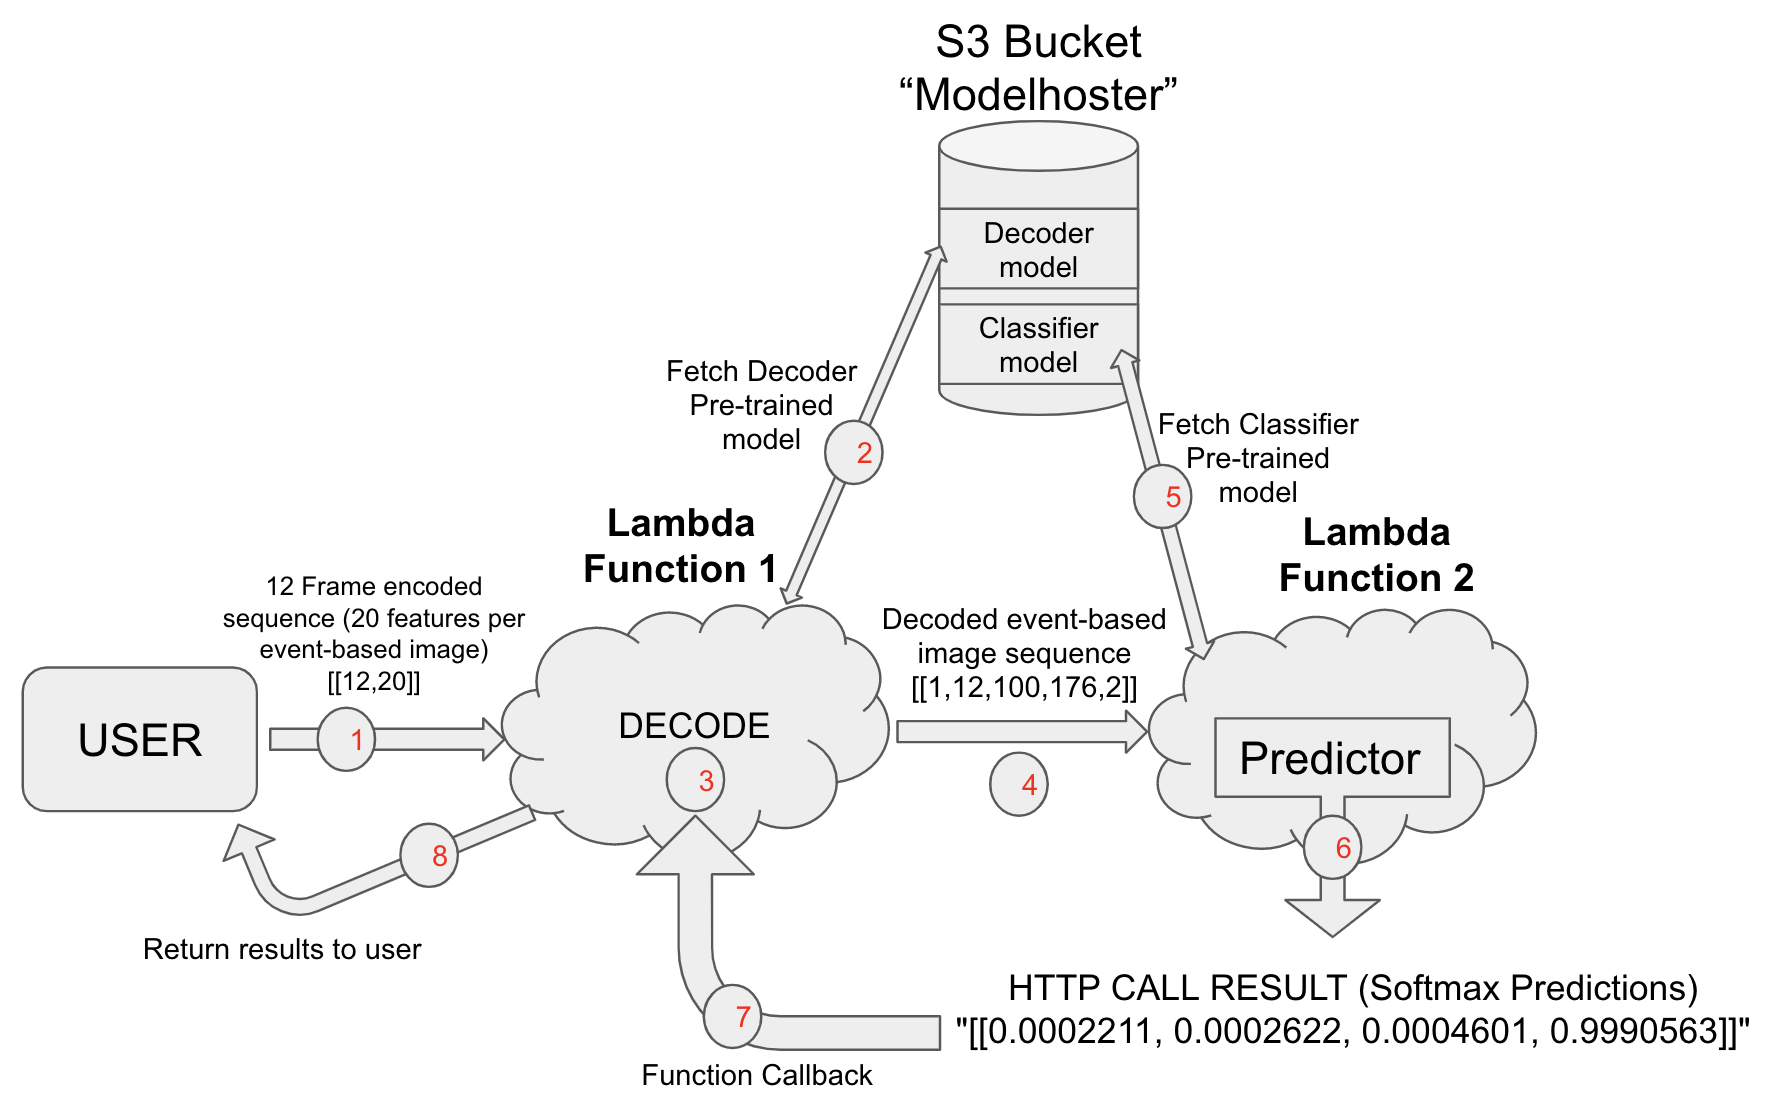 S3 Bucket
“Modelhoster”
Decoder
model
Classifier
model
Fetch Decoder
Pre-trained
model
2
Fetch Classifier
Pre-trained
model
5
Lambda
Function 1
Lambda
Function 2
12 Frame encoded
sequence (20 features per
event-based image)
[[12,20]]
USER
1
DECODE
3
Decoded event-based
image sequence
[[1,12,100,176,2]]
4
Predictor
6
8
Return results to user
HTTP CALL RESULT (Softmax Predictions)
"[[0.0002211, 0.0002622, 0.0004601, 0.9990563]]"
7
Function Callback